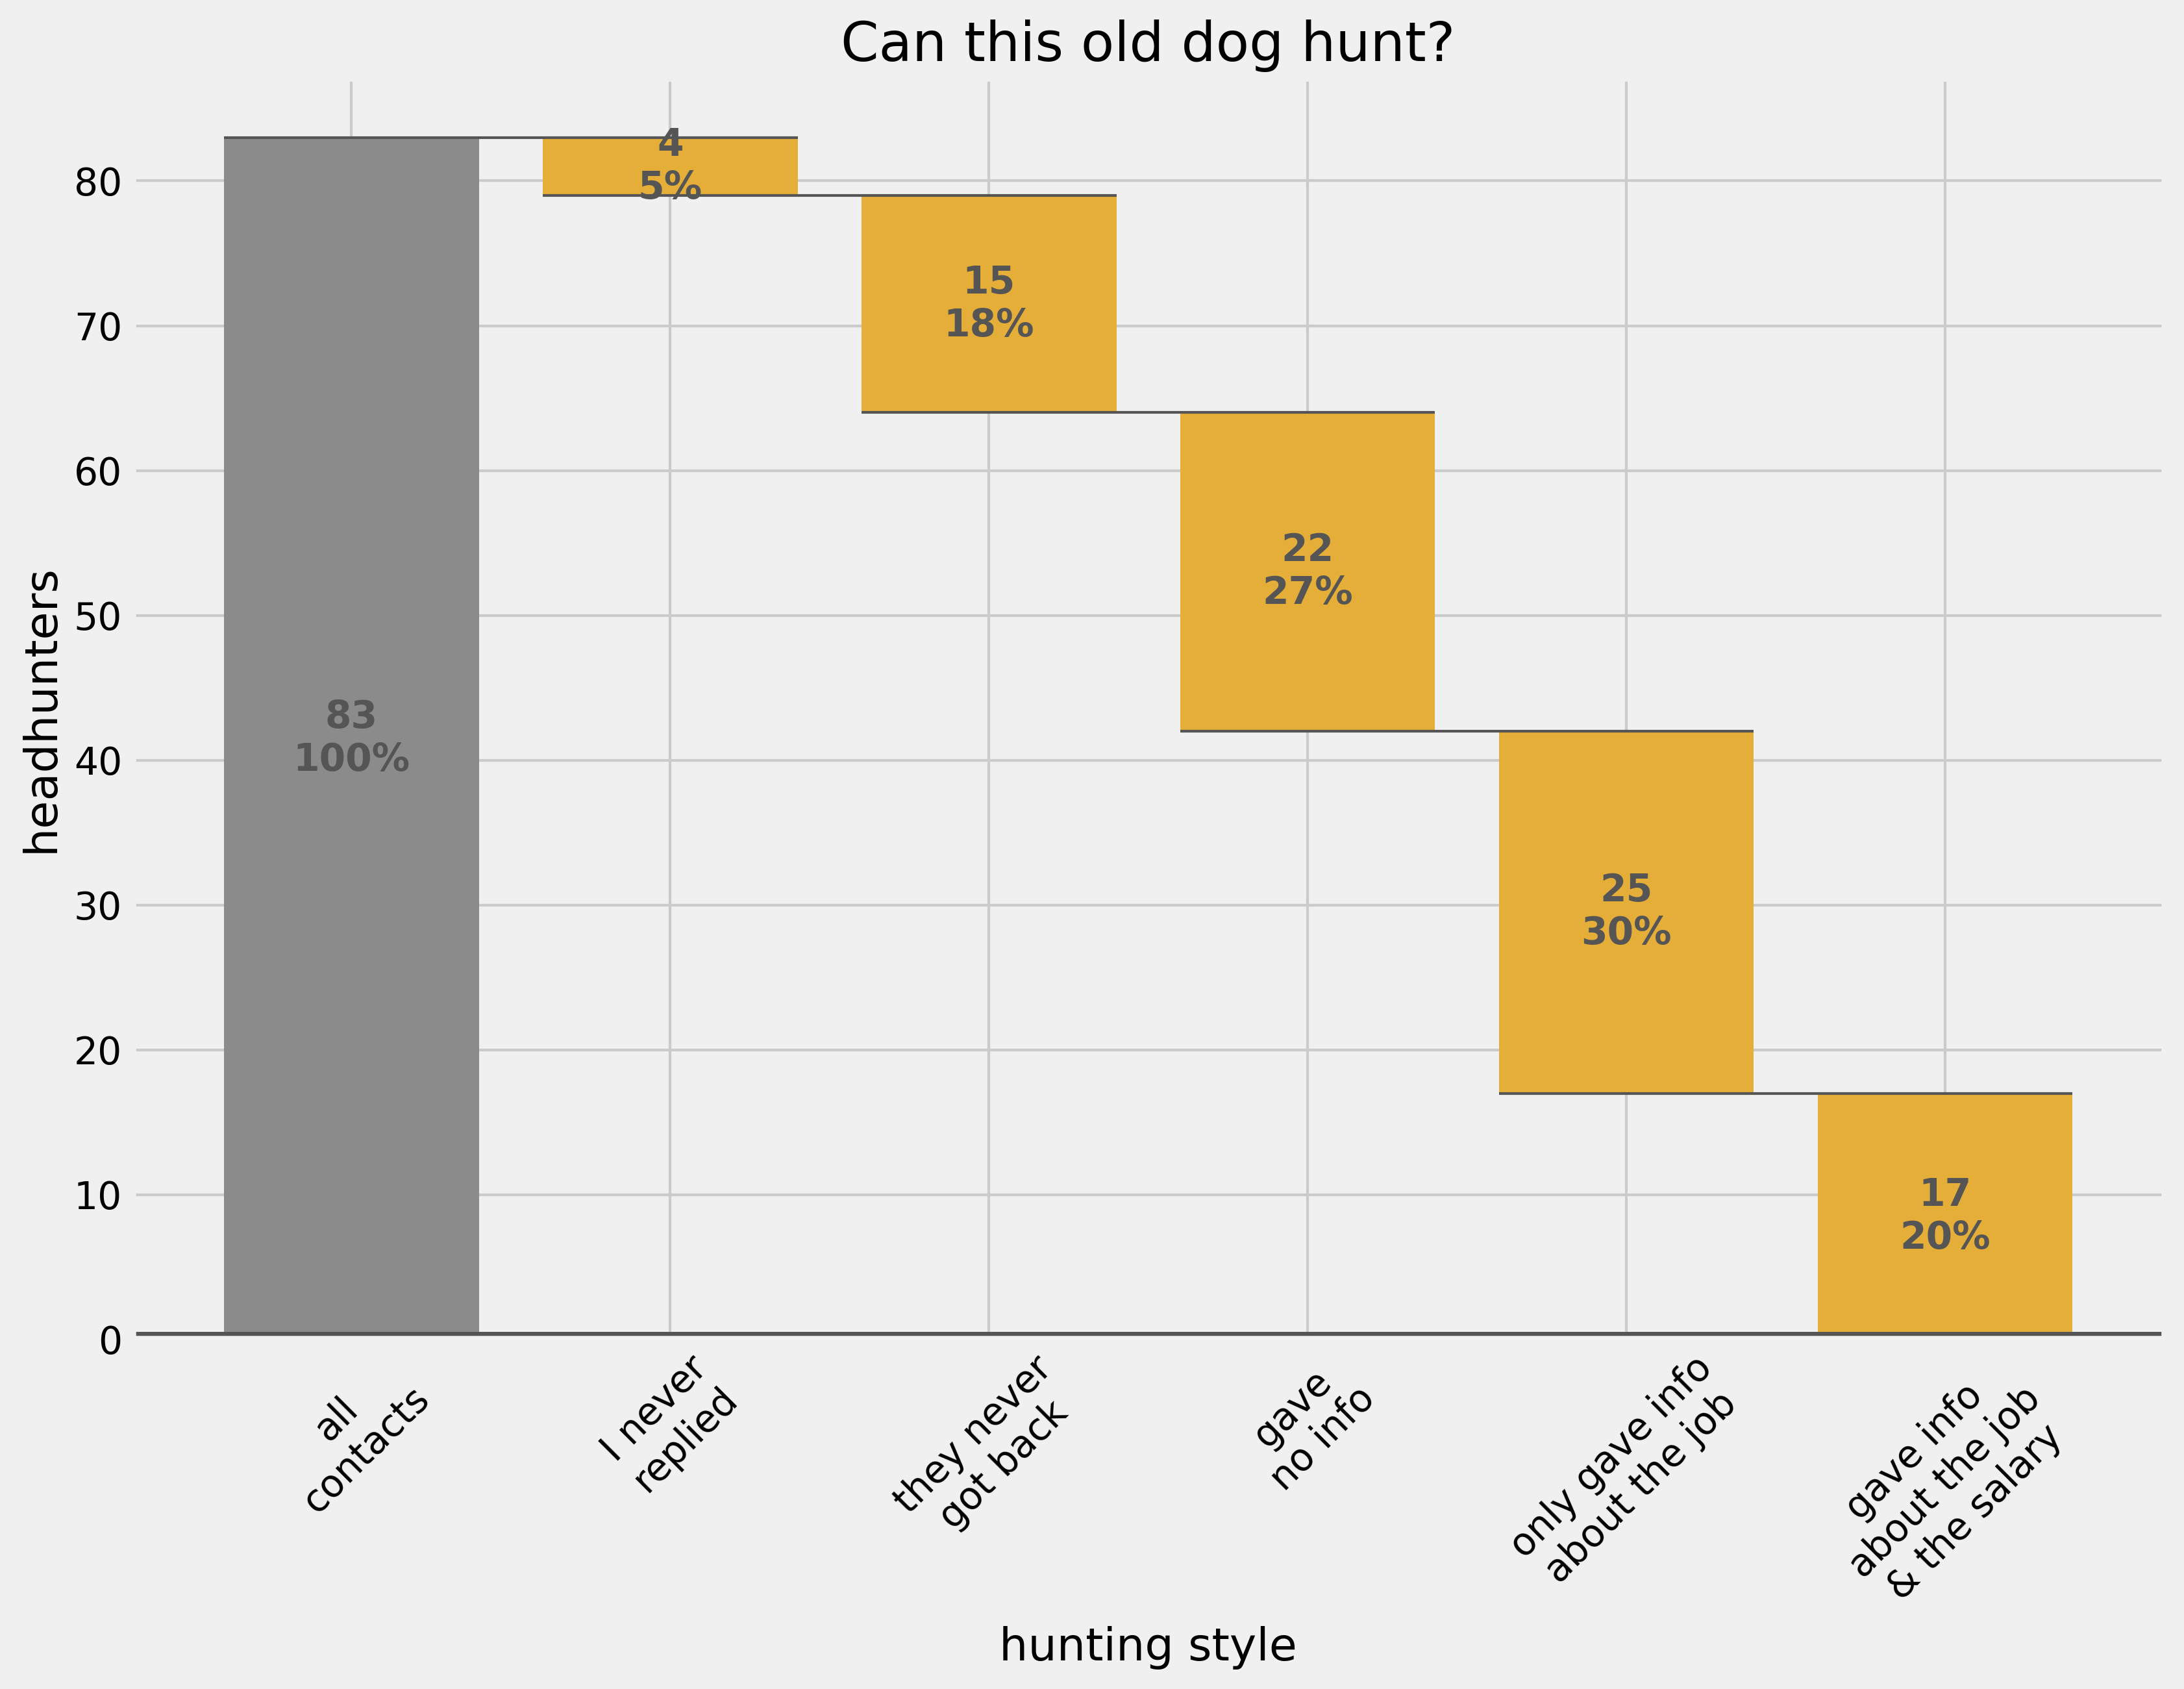 Can this old dog hunt?
headhunters
80
70
60
50
40
30
20
10
0
83
100%
4
5%
15
18%
22
27%
25
30%
17
20%
all
contacts
I never
replied
they never
got back
gave
no info
only gave info
about the job
gave info
about the job
& the salary
hunting style